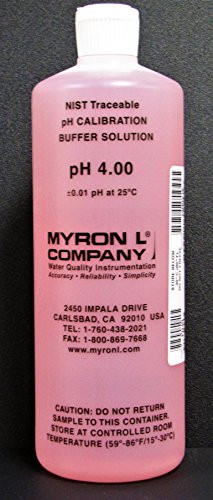 NIST Traceable
pH CALIBRATION
BUFFER SOLUTION
pH 4.00
±0.01 pH at 25°C
MYRON L®
COMPANY
Water Quality Instrumentation
Accuracy • Reliability • Simplicity
2450 IMPALA DRIVE
CARLSBAD, CA 92010 USA
TEL: 1-760-438-2021
FAX: 1-800-869-7668
www.myronl.com
CAUTION: DO NOT RETURN
SAMPLE TO THIS CONTAINER.
STORE AT CONTROLLED ROOM
TEMPERATURE (59°-86°F/15°-30°C)